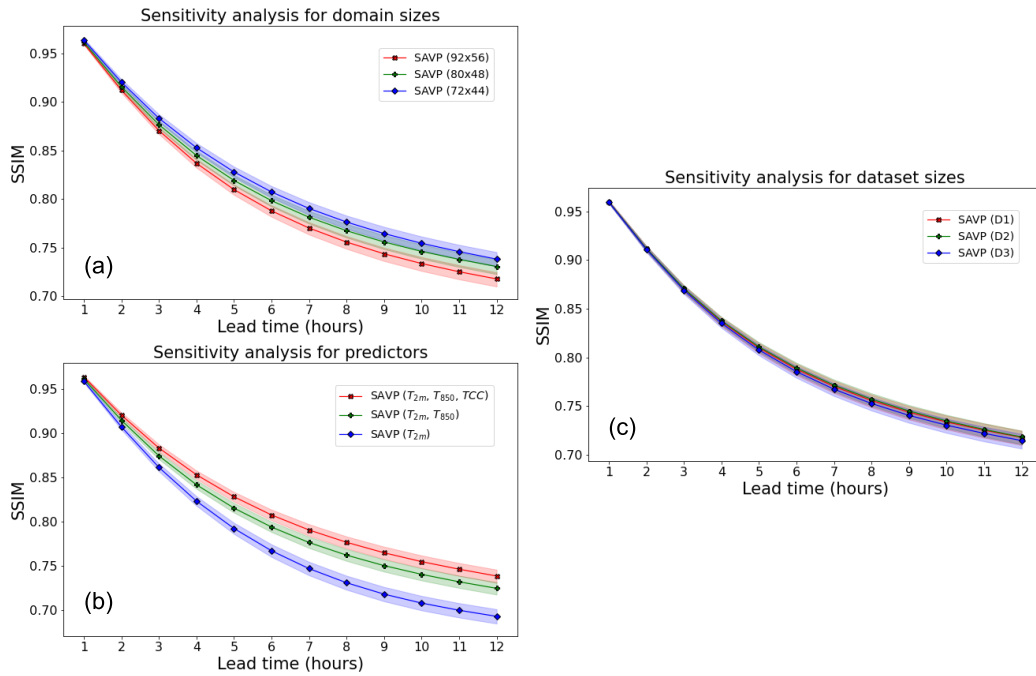 Sensitivity analysis for domain sizes
SSIM
0.95
0.90
0.85
0.80
0.75
0.70
SAVP (92x56)
SAVP (80x48)
SAVP (72x44)
(a)
1 2 3 4 5 6 7 8 9 10 11 12
Lead time (hours)
Sensitivity analysis for predictors
SSIM
0.95
0.90
0.85
0.80
0.75
0.70
SAVP (T2m, T850, TCC)
SAVP (T2m, T850)
SAVP (T2m)
(b)
1 2 3 4 5 6 7 8 9 10 11 12
Lead time (hours)
Sensitivity analysis for dataset sizes
SSIM
0.95
0.90
0.85
0.80
0.75
0.70
SAVP (D1)
SAVP (D2)
SAVP (D3)
(c)
1 2 3 4 5 6 7 8 9 10 11 12
Lead time (hours)